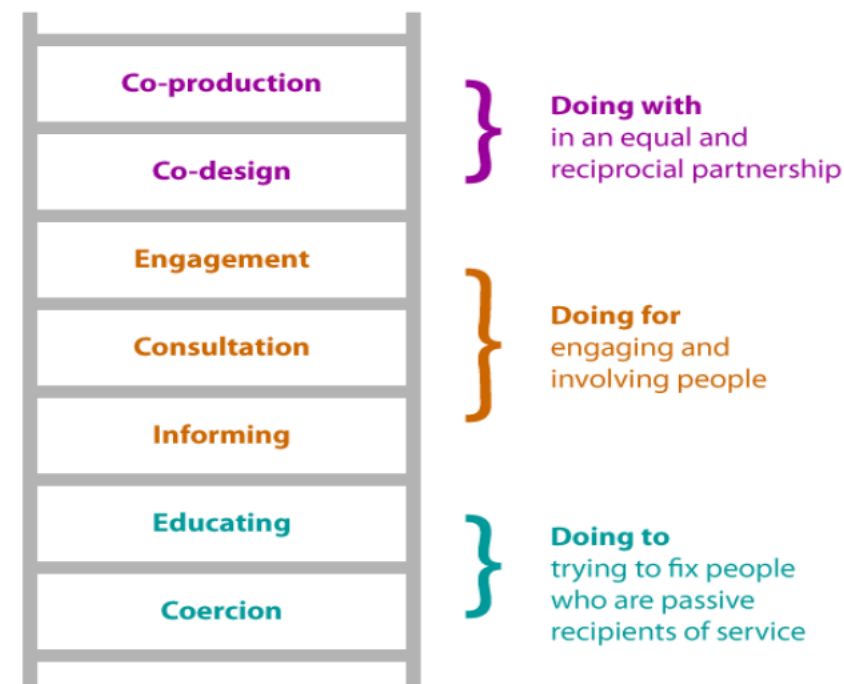 Co-production
Co-design
Doing with
in an equal and
reciprocial partnership
Engagement
Consultation
Informing
Doing for
engaging and
involving people
Educating
Coercion
Doing to
trying to fix people
who are passive
recipients of service